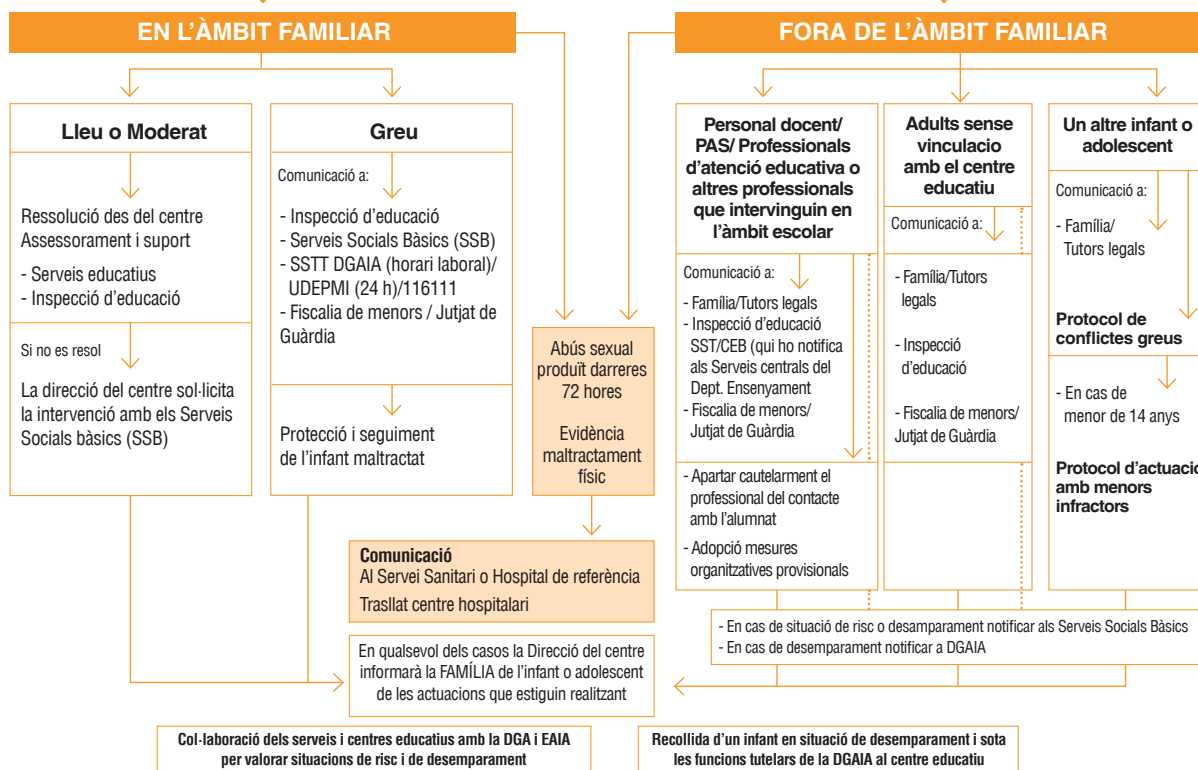 EN L'ÀMBIT FAMILIAR
Lleu o Moderat
Ressolució des del centre
Assessorament i suport
- Serveis educatius
- Inspecció d'educació
Si no es resol
La direcció del centre sol·licita
la intervenció amb els Serveis
Socials bàsics (SSB)
Greu
Comunicació a:
- Inspecció d'educació
- Serveis Socials Bàsics (SSB)
- SSTT DGAIA (horari laboral)/
UDEPMI (24 h)/116111
- Fiscalia de menors / Jutjat de
Guàrdia
Protecció i seguiment
de l'infant maltractat
Abús sexual
produït darreres
72 hores
Evidència
maltractament
físic
Comunicació
Al Servei Sanitari o Hospital de referència
Trasllat centre hospitalari
FORA DE L'ÀMBIT FAMILIAR
Personal docent/
PAS/ Professionals
d'atenció educativa o
altres professionals
que intervinguin en
l'àmbit escolar
Comunicació a:
- Família/Tutors legals
- Inspecció d'educació
SST/CEB (qui ho notifica
als Serveis centrals del
Dept. Ensenyament
- Fiscalia de menors/
Jutjat de Guàrdia
- Apartar cautelarment el
professional del contacte
amb l'alumnat
- Adopció mesures
organitzatives provisionals
Adults sense
vinculacio
amb el centre
educatiu
Comunicació a:
- Família/Tutors
legals
- Inspecció
d'educació
- Fiscalia de menors/
Jutjat de Guàrdia
Un altre infant o
adolescent
Comunicació a:
- Família/
Tutors legals
Protocol de
conflictes greus
- En cas de
menor de 14 anys
Protocol d'actuació
amb menors
infractors
- En cas de situació de risc o desamparament notificar als Serveis Socials Bàsics
- En cas de desemparament notificar a DGAIA
En qualsevol dels casos la Direcció del centre
informarà la FAMÍLIA de l'infant o adolescent
de les actuacions que estiguin realitzant
Col·laboració dels serveis i centres educatius amb la DGA i EAIA
per valorar situacions de risc i de desemparament
Recollida d'un infant en situació de desemparament i sota
les funcions tutelars de la DGAIA al centre educatiu